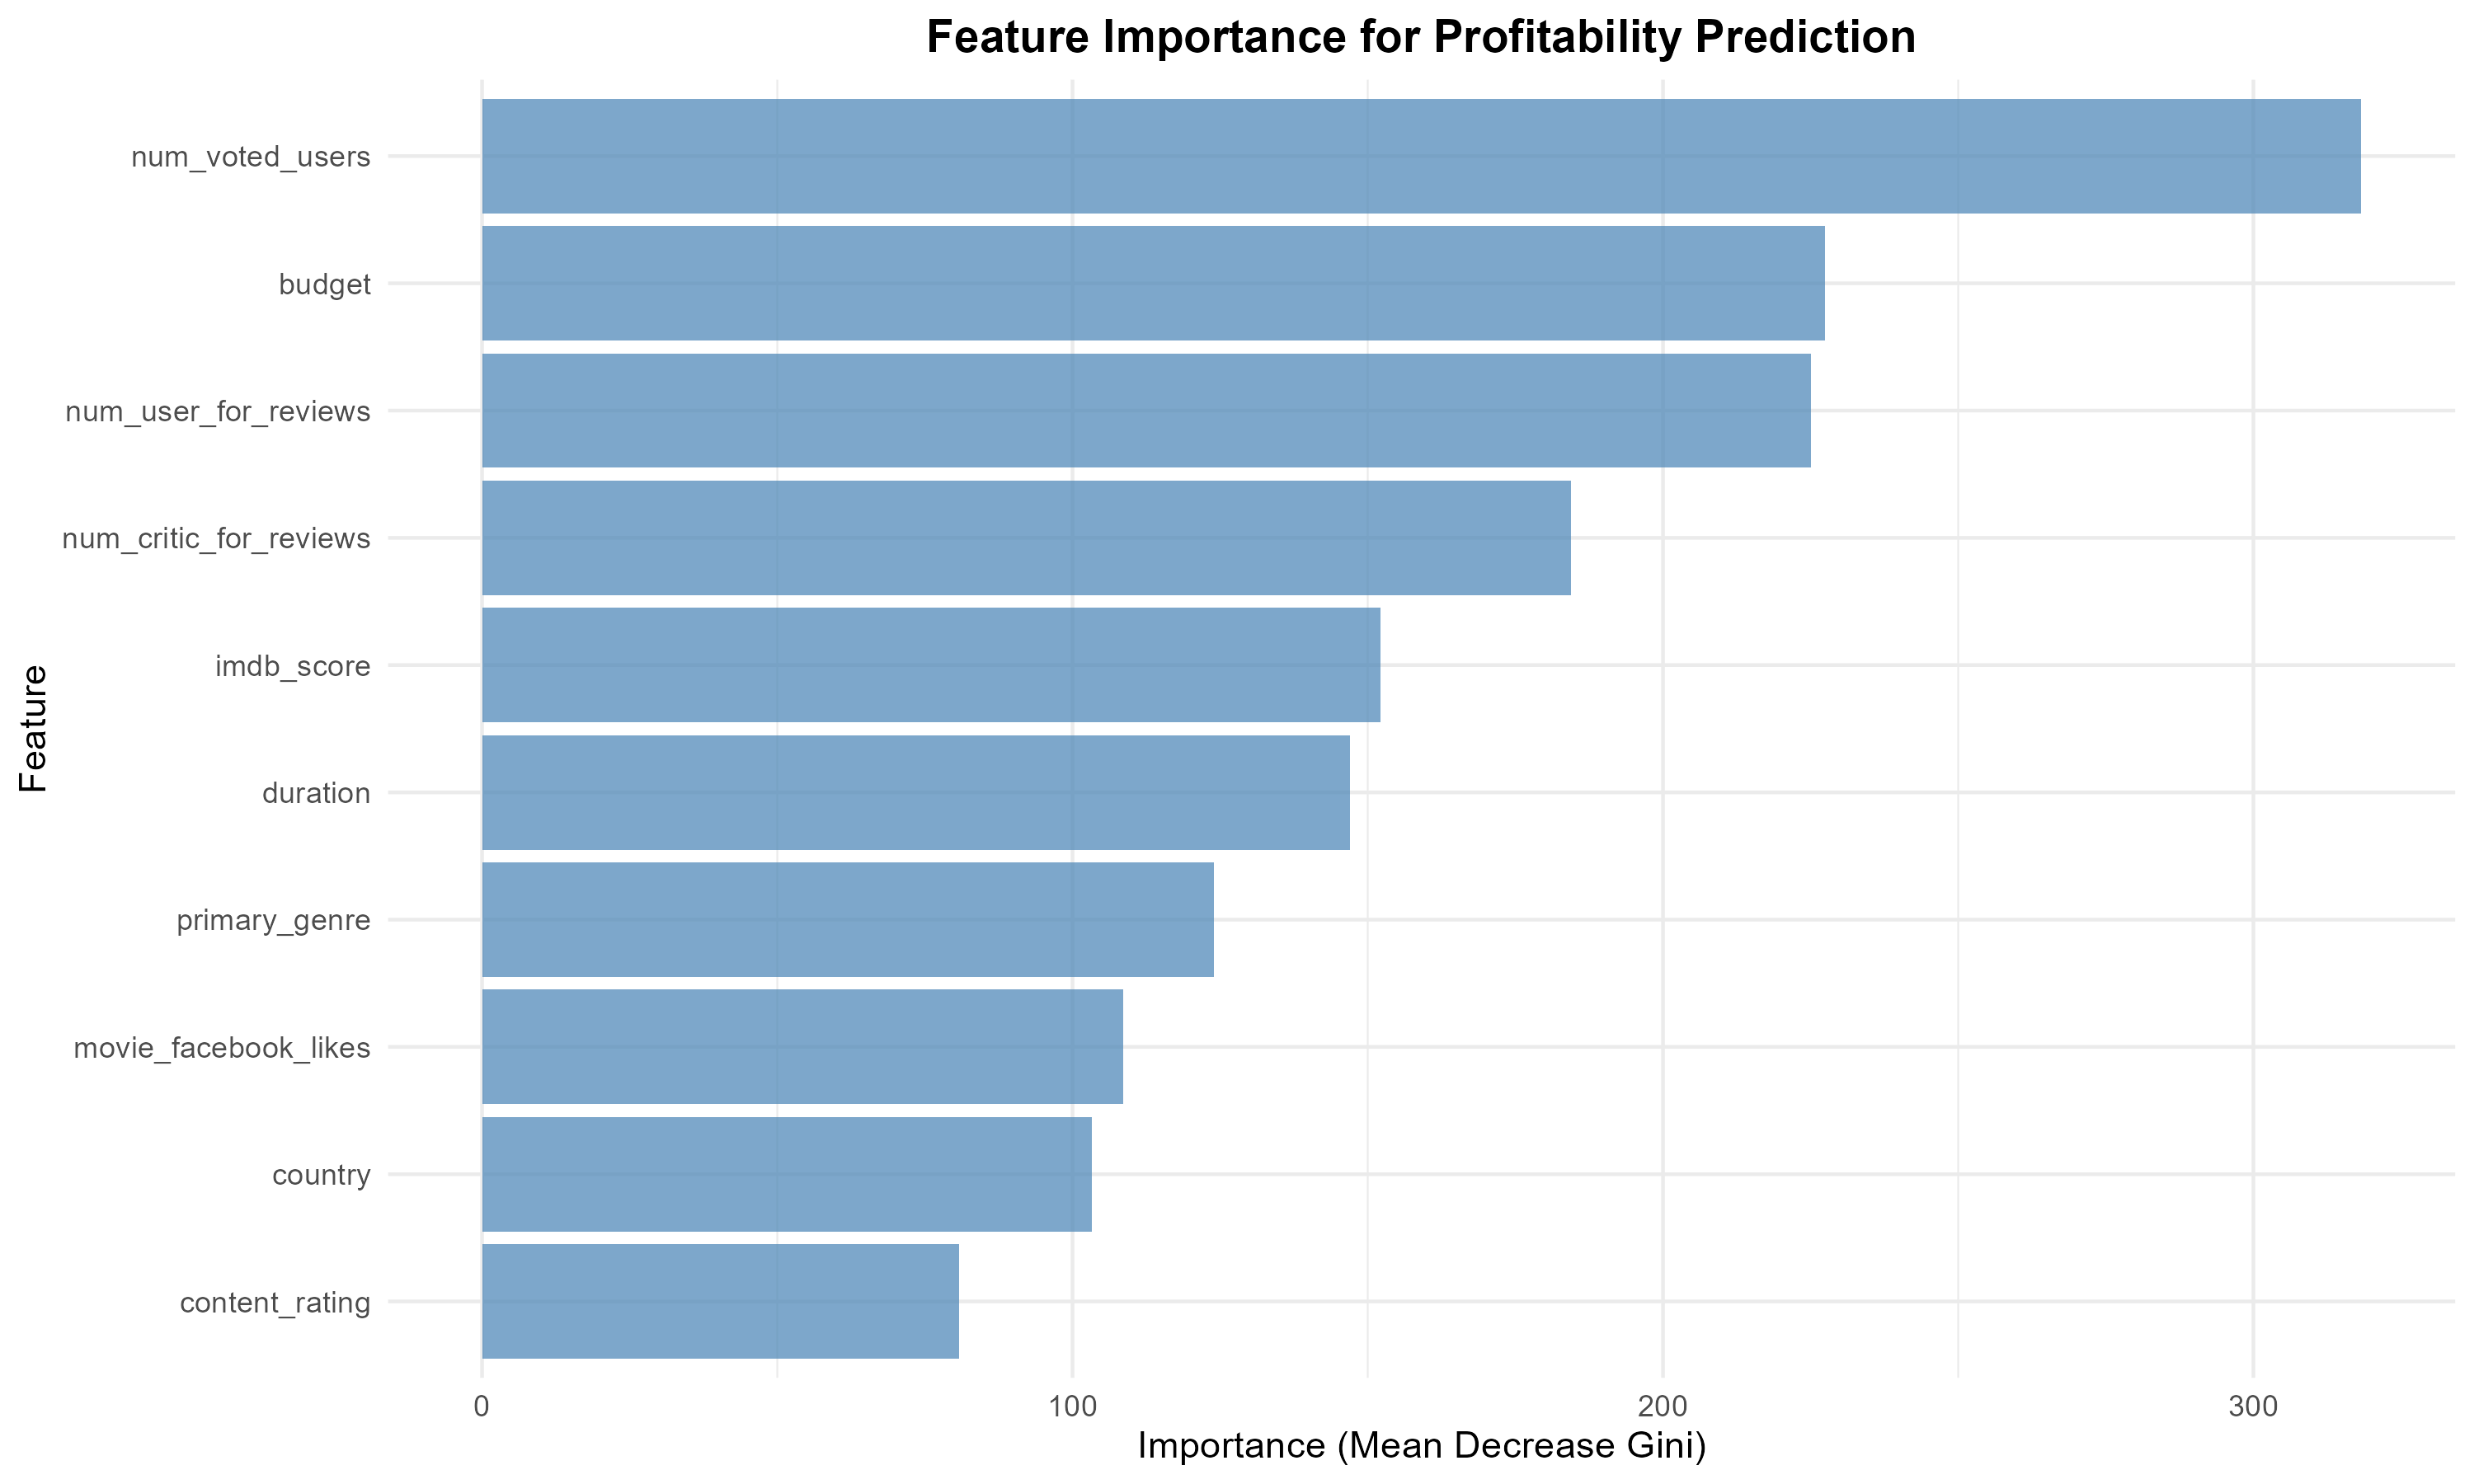 Feature Importance for Profitability Prediction
num_voted_users
budget
num_user_for_reviews
num_critic_for_reviews
imdb_score
duration
primary_genre
movie_facebook_likes
country
content_rating
Feature
0 100 200 300
Importance (Mean Decrease Gini)